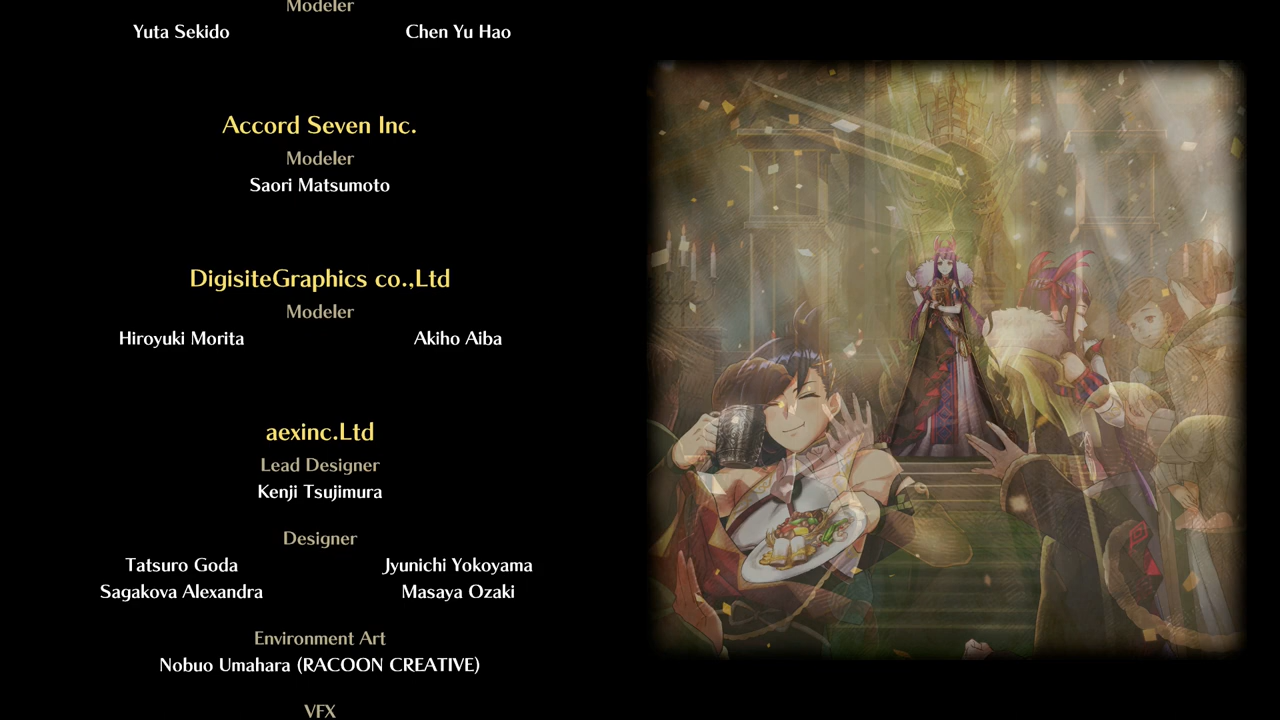 Modeler
Yuta Sekido Chen Yu Hao
Accord Seven Inc.
Modeler
Saori Matsumoto
DigisiteGraphics co.,Ltd
Modeler
Hiroyuki Morita Akiho Aiba
aexinc.Ltd
Lead Designer
Kenji Tsujimura
Designer
Tatsuro Goda Jyunichi Yokoyama
Sagakova Alexandra Masaya Ozaki
Environment Art
Nobuo Umahara (RACOON CREATIVE)
VFX